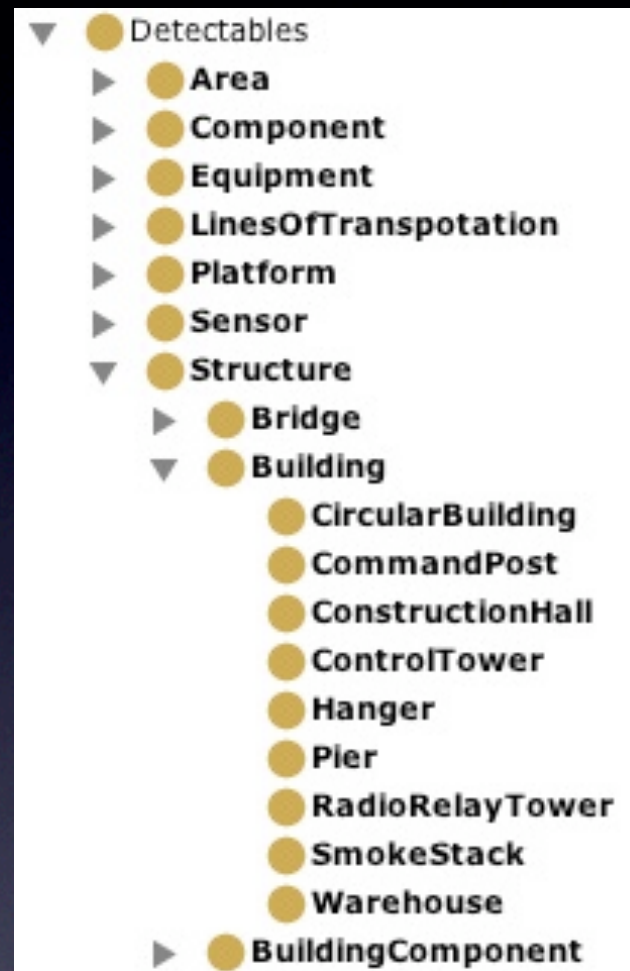 Detectables
Area
Component
Equipment
LinesOfTranspotation
Platform
Sensor
Structure
Bridge
Building
CircularBuilding
CommandPost
ConstructionHall
ControlTower
Hanger
Pier
RadioRelayTower
SmokeStack
Warehouse
BuildingComponent